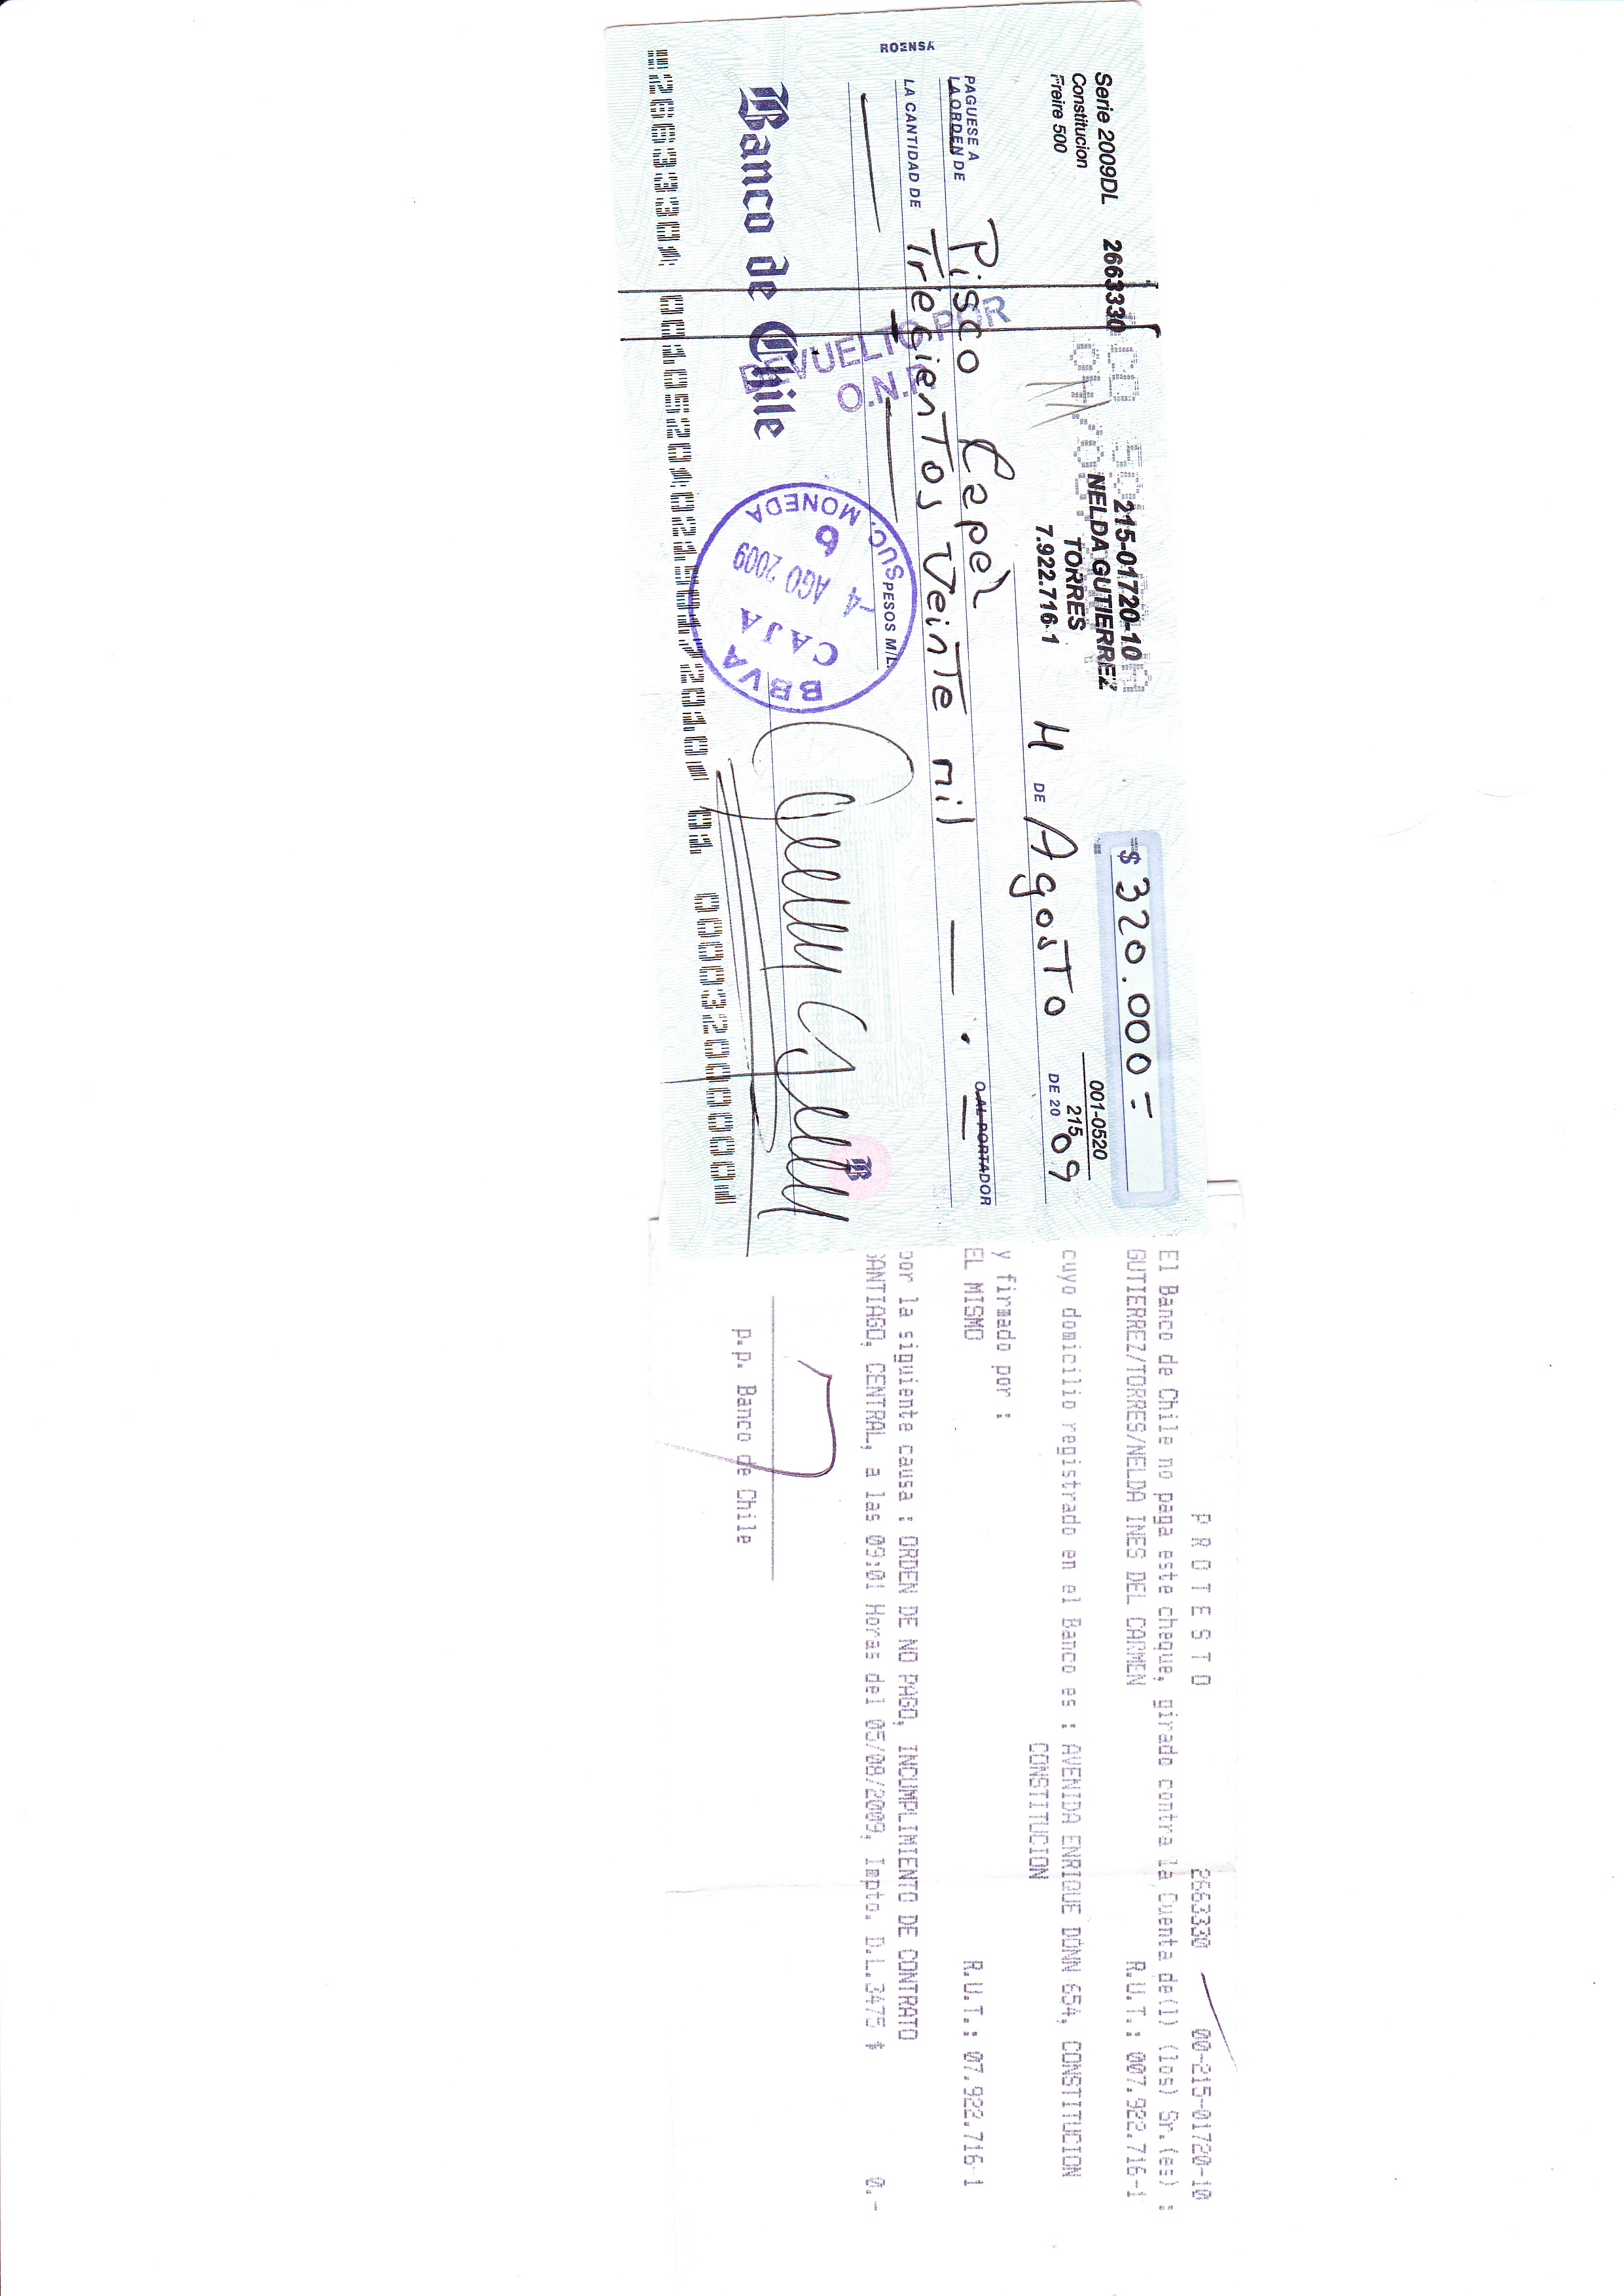 Serie 2009DL 2663330
Constitucion
Freire 500
215-01720-10
NELDA GUTIERREZ
TORRES
7.922.716-1
$ 320.000-
001-0520
215
4 DE Agosto DE 20 09
PAGUESE A
LA ORDEN DE Pisco Capel
O AL PORTADOR
LA CANTIDAD DE Trecientos Veinte mil
PESOS M/L.
ROENSA
DEVUELTO POR
O.N.P
Banco de Chile
SUC. MONEDA
6
-4 AGO 2009
CAJA
BBVA
B
P R O T E S T O 2663330 00-215-01720-10
El Banco de Chile no paga este cheque, girado contra la Cuenta de(l) (los) Sr.(es) :
GUTIERREZ/TORRES/NELDA INES DEL CARMEN R.U.T.: 007.922.716-1
cuyo domicilio registrado en el Banco es : AVENIDA ENRIQUE DONN 654, CONSTITUCION
CONSTITUCION
y firmado por :
EL MISMO R.U.T.: 07.922.716-1
por la siguiente causa : ORDEN DE NO PAGO, INCUMPLIMIENTO DE CONTRATO
SANTIAGO, CENTRAL, a las 09:01 Horas del 05/08/2009, Impto. D.L.3475 $ 0.-
p.p. Banco de Chile